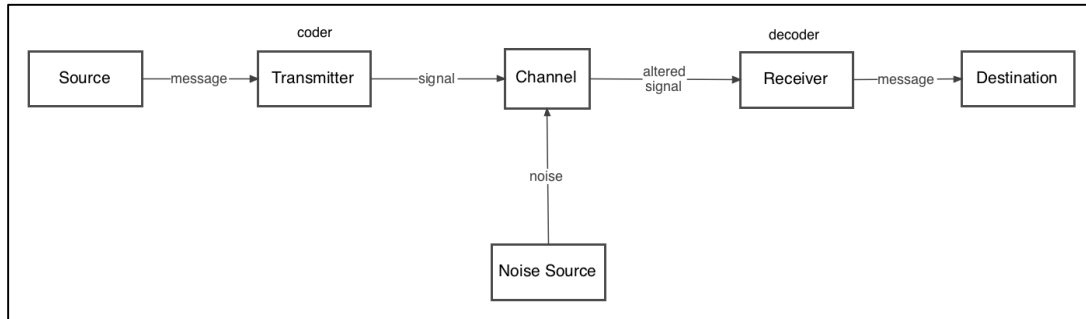 coder
decoder
Source
message
Transmitter
signal
Channel
altered
signal
Receiver
message
Destination
noise
Noise Source